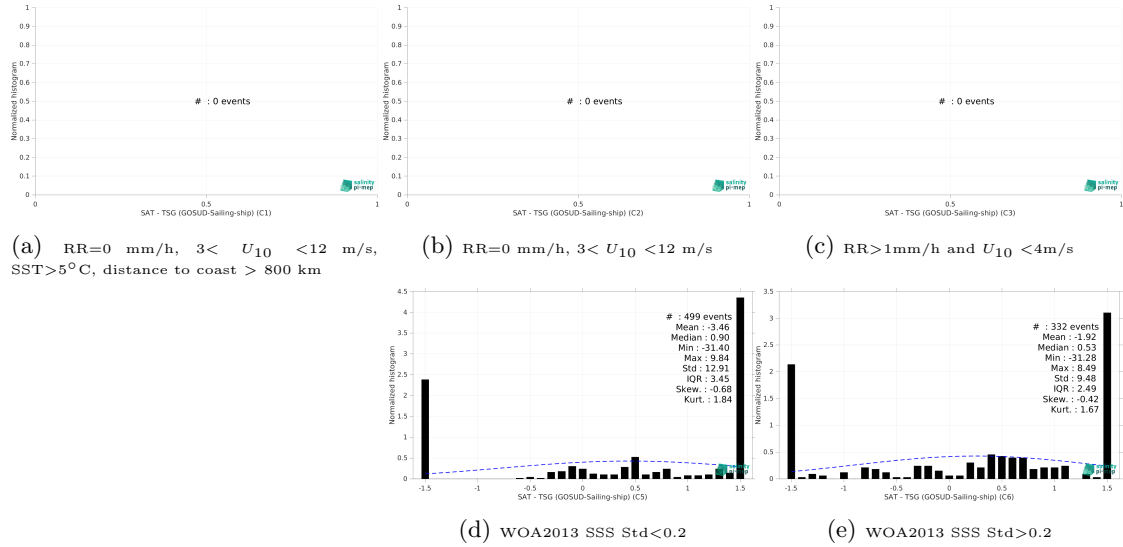 1
0.9
0.8
0.7
0.6
0.5
0.4
0.3
0.2
0.1
0
Normalized histogram
# : 0 events
salinity
pi-mep
0 0.5 1
SAT - TSG (GOSUD-Sailing-ship) (C1)
(a) RR=0 mm/h, 3< U10 <12 m/s,
SST>5°C, distance to coast > 800 km
1
0.9
0.8
0.7
0.6
0.5
0.4
0.3
0.2
0.1
0
Normalized histogram
# : 0 events
salinity
pi-mep
0 0.5 1
SAT - TSG (GOSUD-Sailing-ship) (C2)
(b) RR=0 mm/h, 3< U10 <12 m/s
1
0.9
0.8
0.7
0.6
0.5
0.4
0.3
0.2
0.1
0
Normalized histogram
# : 0 events
salinity
pi-mep
0 0.5 1
SAT - TSG (GOSUD-Sailing-ship) (C3)
(c) RR>1mm/h and U10 <4m/s
4.5
4
3.5
3
2.5
2
1.5
1
0.5
0
Normalized histogram
# : 499 events
Mean : -3.46
Median : 0.90
Min : -31.40
Max : 9.84
Std : 12.91
IQR : 3.45
Skew. : -0.68
Kurt. : 1.84
salinity
pi-mep
-1.5 -1 -0.5 0 0.5 1 1.5
SAT - TSG (GOSUD-Sailing-ship) (C5)
(d) WOA2013 SSS Std<0.2
3.5
3
2.5
2
1.5
1
0.5
0
Normalized histogram
# : 332 events
Mean : -1.92
Median : 0.53
Min : -31.28
Max : 8.49
Std : 9.48
IQR : 2.49
Skew. : -0.42
Kurt. : 1.67
salinity
pi-mep
-1.5 -1 -0.5 0 0.5 1 1.5
SAT - TSG (GOSUD-Sailing-ship) (C6)
(e) WOA2013 SSS Std>0.2